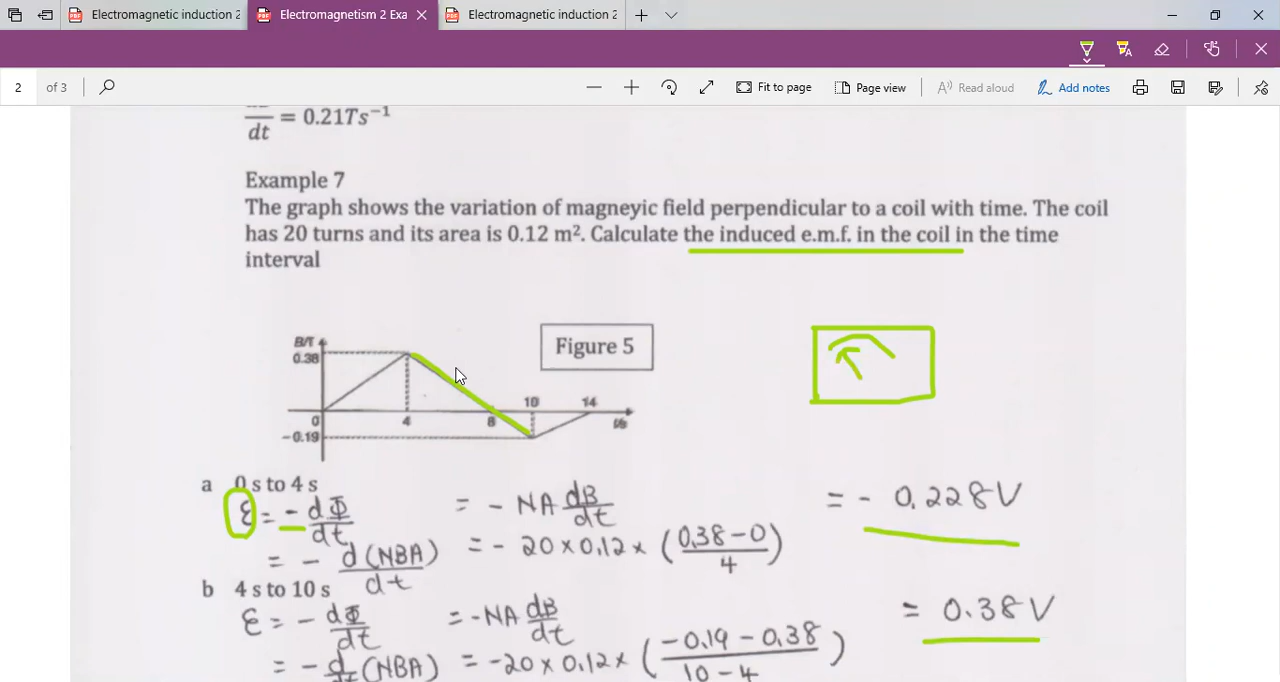 Electromagnetic induction 2
Electromagnetism 2 Exa
Electromagnetic induction 2
2 of 3
Fit to page
Page view
Read aloud
Add notes
dt = 0.21Ts⁻¹
Example 7
The graph shows the variation of magneyic field perpendicular to a coil with time. The coil
has 20 turns and its area is 0.12 m². Calculate the induced e.m.f. in the coil in the time
interval
B/T
0.38
Figure 5
10 14
0 4 8 t/s
−0.19
a 0 s to 4 s
ε = - dΦ/dt = - NA dB/dt = - 0.228V
= - d(NBA)/dt = - 20 x 0.12 x (0.38-0/4)
b 4 s to 10 s
ε = - dΦ/dt = -NA dB/dt = 0.38V
= - d/dt (NBA) = -20 x 0.12 x (-0.19 - 0.38/10-4)